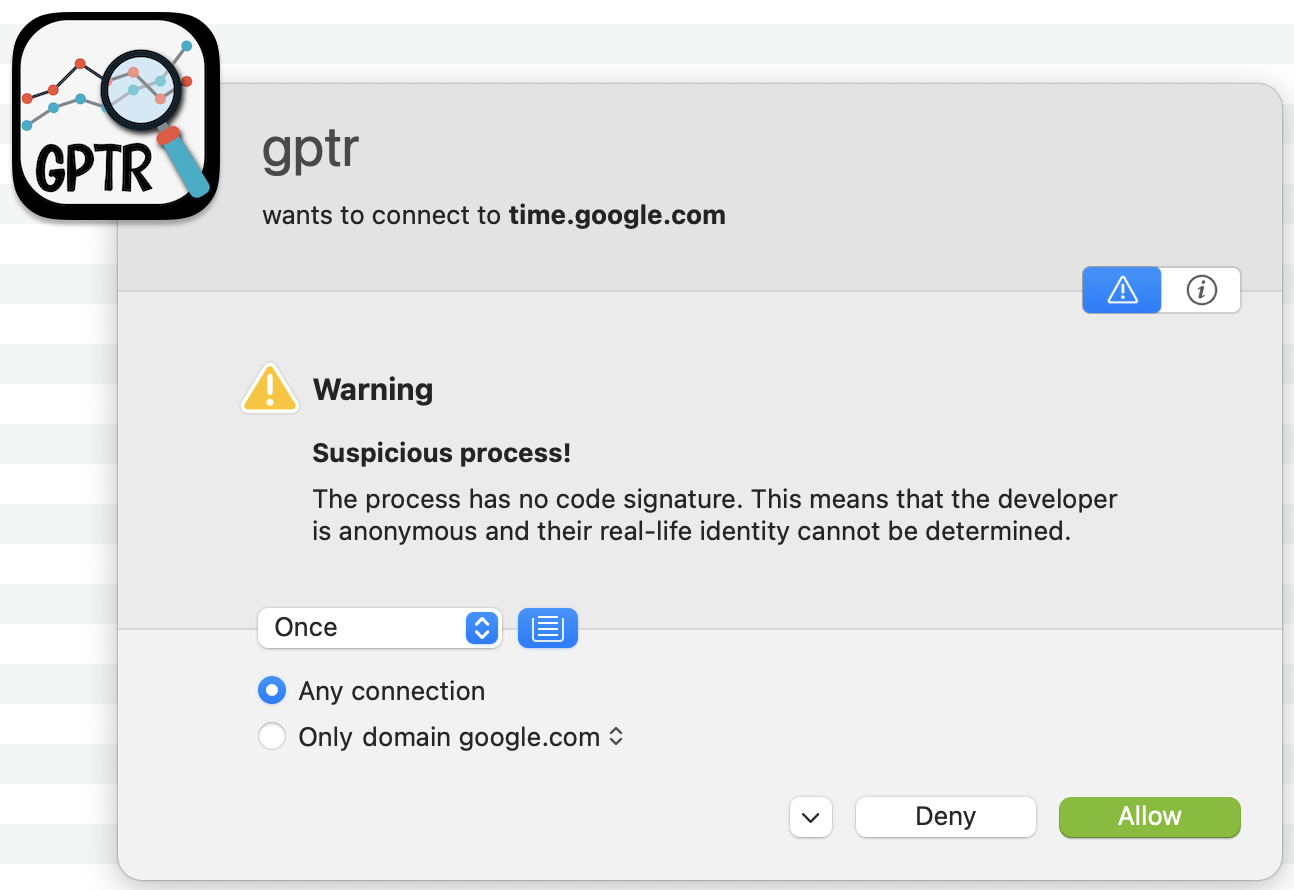 GPTR
gptr
wants to connect to time.google.com
Warning
Suspicious process!
The process has no code signature. This means that the developer
is anonymous and their real-life identity cannot be determined.
Once
Any connection
Only domain google.com
Deny
Allow